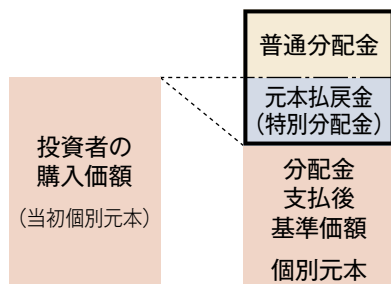 普通分配金
元本払戻金
（特別分配金）
投資者の
購入価額
（当初個別元本）
分配金
支払後
基準価額
個別元本